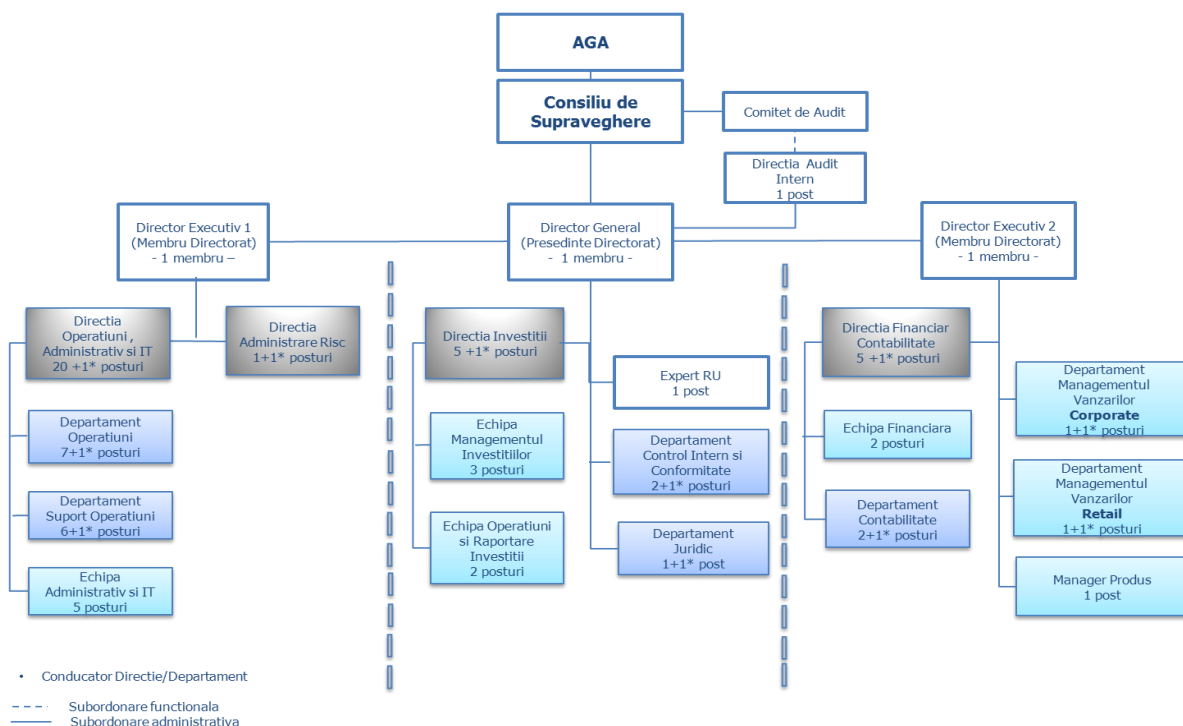 AGA
Consiliu de
Supraveghere
Comitet de Audit
Directia Audit
Intern
1 post
Director Executiv 1
(Membru Directorat)
- 1 membru –
Director General
(Presedinte Directorat)
- 1 membru -
Director Executiv 2
(Membru Directorat)
- 1 membru -
Directia
Operatiuni ,
Administrativ si IT
20 +1* posturi
Directia
Administrare Risc
1+1* posturi
Departament
Operatiuni
7+1* posturi
Departament
Suport Operatiuni
6+1* posturi
Echipa
Administrativ si IT
5 posturi
Directia Investitii
5 +1* posturi
Expert RU
1 post
Echipa
Managementul
Investitiilor
3 posturi
Departament
Control Intern si
Conformitate
2+1* posturi
Echipa Operatiuni
si Raportare
Investitii
2 posturi
Departament
Juridic
1+1* post
Directia Financiar
Contabilitate
5 +1* posturi
Departament
Managementul
Vanzarilor
Corporate
1+1* posturi
Echipa Financiara
2 posturi
Departament
Managementul
Vanzarilor
Retail
1+1* posturi
Departament
Contabilitate
2+1* posturi
Manager Produs
1 post
• Conducator Directie/Departament
Subordonare functionala
Subordonare administrativa